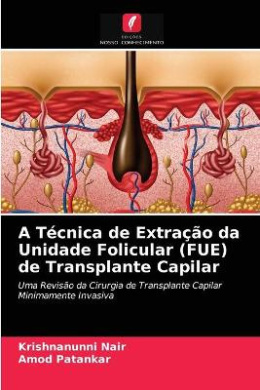 EDIÇÕES
NOSSO CONHECIMENTO
A Técnica de Extração da
Unidade Folicular (FUE)
de Transplante Capilar
Uma Revisão da Cirurgia de Transplante Capilar
Minimamente Invasiva
Krishnanunni Nair
Amod Patankar